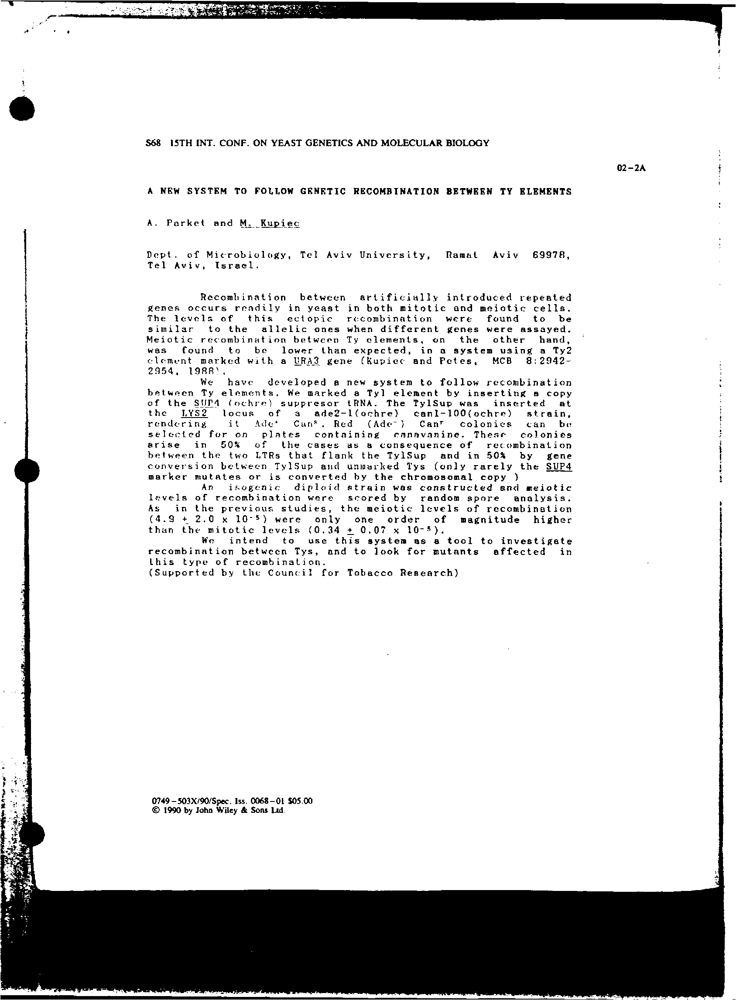 S68 15TH INT. CONF. ON YEAST GENETICS AND MOLECULAR BIOLOGY
02-2A
A NEW SYSTEM TO FOLLOW GENETIC RECOMBINATION BETWEEN TY ELEMENTS
A. Parket and M. Kupiec
Dept. of Microbiology, Tel Aviv University, Ramat Aviv 69978,
Tel Aviv, Israel.
Recombination between artificially introduced repeated
genes occurs readily in yeast in both mitotic and meiotic cells.
The levels of this ectopic recombination were found to be
similar to the allelic ones when different genes were assayed.
Meiotic recombination between Ty elements, on the other hand,
was found to be lower than expected, in a system using a Ty2
element marked with a URA3 gene (Kupiec and Petes, MCB 8:2942-
2954, 1988).
We have developed a new system to follow recombination
between Ty elements. We marked a Ty1 element by inserting a copy
of the SUP4 (ochre) suppresor tRNA. The Ty1Sup was inserted at
the LYS2 locus of a ade2-1(ochre) can1-100(ochre) strain,
rendering it Ade⁺ Canˢ. Red (Ade⁻) Canʳ colonies can be
selected for on plates containing canavanine. These colonies
arise in 50% of the cases as a consequence of recombination
between the two LTRs that flank the Ty1Sup and in 50% by gene
conversion between Ty1Sup and unmarked Tys (only rarely the SUP4
marker mutates or is converted by the chromosomal copy )
An isogenic diploid strain was constructed and meiotic
levels of recombination were scored by random spore analysis.
As in the previous studies, the meiotic levels of recombination
(4.9 ± 2.0 x 10⁻⁵) were only one order of magnitude higher
than the mitotic levels (0.34 ± 0.07 x 10⁻⁵).
We intend to use this system as a tool to investigate
recombination between Tys, and to look for mutants affected in
this type of recombination.
(Supported by the Council for Tobacco Research)
0749-503X/90/Spec. Iss. 0068-01 $05.00
© 1990 by John Wiley & Sons Ltd.